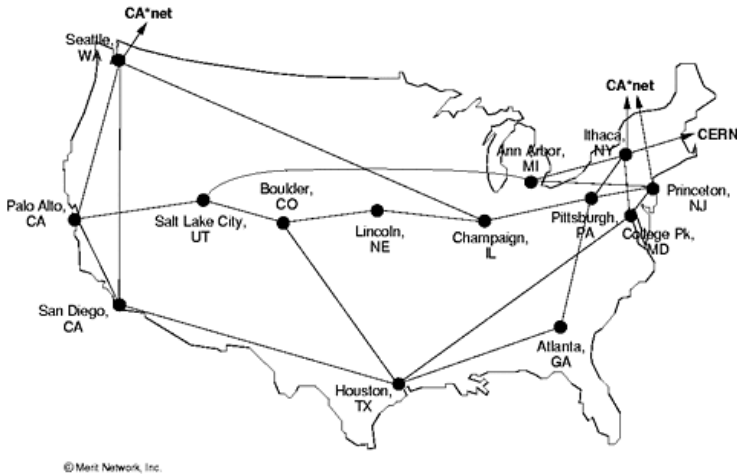 CA*net
Seattle,
WA
CA*net
Ithaca,
NY
CERN
Ann Arbor,
MI
Boulder,
CO
Palo Alto,
CA
Salt Lake City,
UT
Lincoln,
NE
Champaign,
IL
Pittsburgh,
PA
Princeton,
NJ
College Pk,
MD
San Diego,
CA
Atlanta,
GA
Houston,
TX
© Merit Network, Inc.